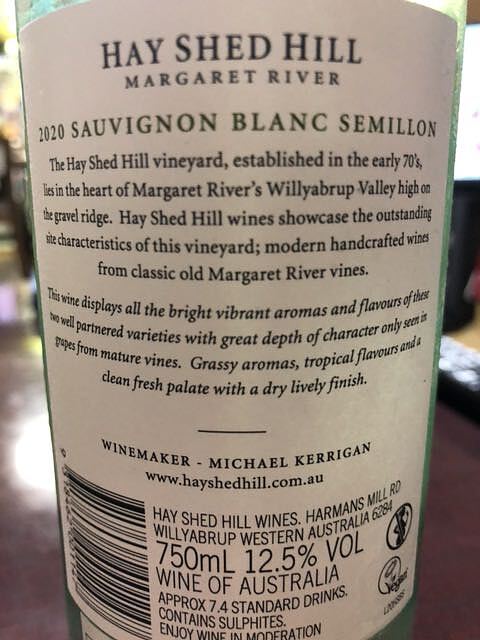 HAY SHED HILL
MARGARET RIVER
2020 SAUVIGNON BLANC SEMILLON
The Hay Shed Hill vineyard, established in the early 70's,
lies in the heart of Margaret River's Willyabrup Valley high on
the gravel ridge. Hay Shed Hill wines showcase the outstanding
site characteristics of this vineyard; modern handcrafted wines
from classic old Margaret River vines.
This wine displays all the bright vibrant aromas and flavours of these
two well partnered varieties with great depth of character only seen in
grapes from mature vines. Grassy aromas, tropical flavours and a
clean fresh palate with a dry lively finish.
WINEMAKER - MICHAEL KERRIGAN
www.hayshedhill.com.au
HAY SHED HILL WINES. HARMANS MILL RD
WILLYABRUP WESTERN AUSTRALIA 6284
750mL 12.5% VOL
WINE OF AUSTRALIA
APPROX 7.4 STANDARD DRINKS.
CONTAINS SULPHITES.
ENJOY WINE IN MODERATION
Vegan